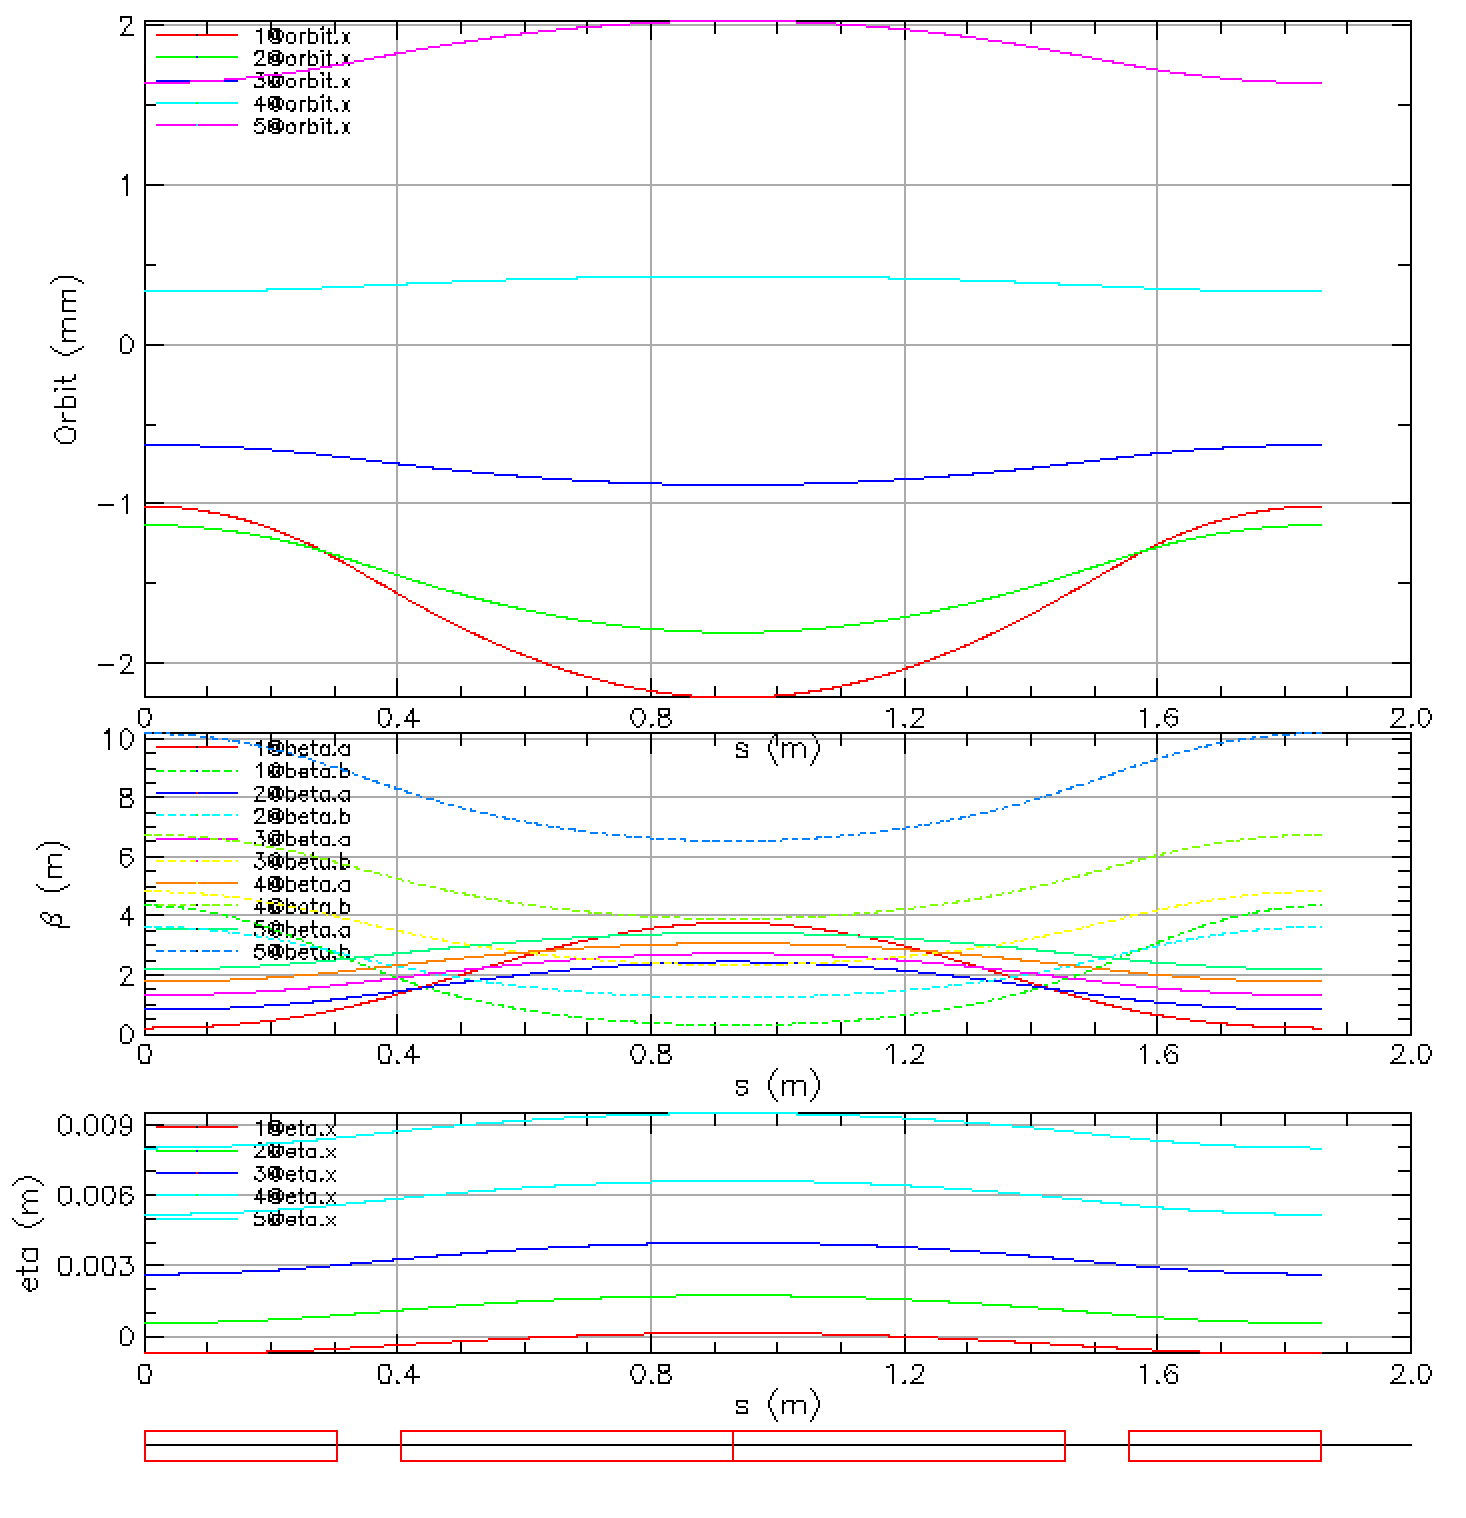 2
1@orbit.x
2@orbit.x
3@orbit.x
4@orbit.x
5@orbit.x
1
0
−1
−2
Orbit (mm)
0 0.4 0.8 1.2 1.6 2.0
s (m)
10
8
6
4
2
0
β (m)
1@beta.a
1@beta.b
2@beta.a
2@beta.b
3@beta.a
3@beta.b
4@beta.a
4@beta.b
5@beta.a
5@beta.b
0 0.4 0.8 1.2 1.6 2.0
s (m)
0.009
0.006
0.003
0
eta (m)
1@eta.x
2@eta.x
3@eta.x
4@eta.x
5@eta.x
0 0.4 0.8 1.2 1.6 2.0
s (m)